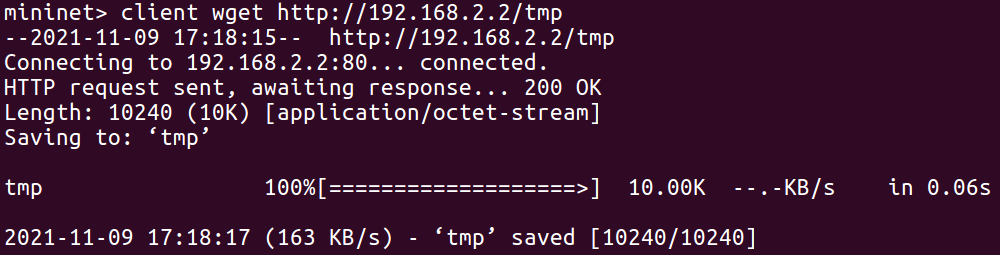 mininet> client wget http://192.168.2.2/tmp
--2021-11-09 17:18:15--  http://192.168.2.2/tmp
Connecting to 192.168.2.2:80... connected.
HTTP request sent, awaiting response... 200 OK
Length: 10240 (10K) [application/octet-stream]
Saving to: ‘tmp’
tmp                 100%[===================>]  10.00K  --.-KB/s    in 0.06s
2021-11-09 17:18:17 (163 KB/s) - ‘tmp’ saved [10240/10240]